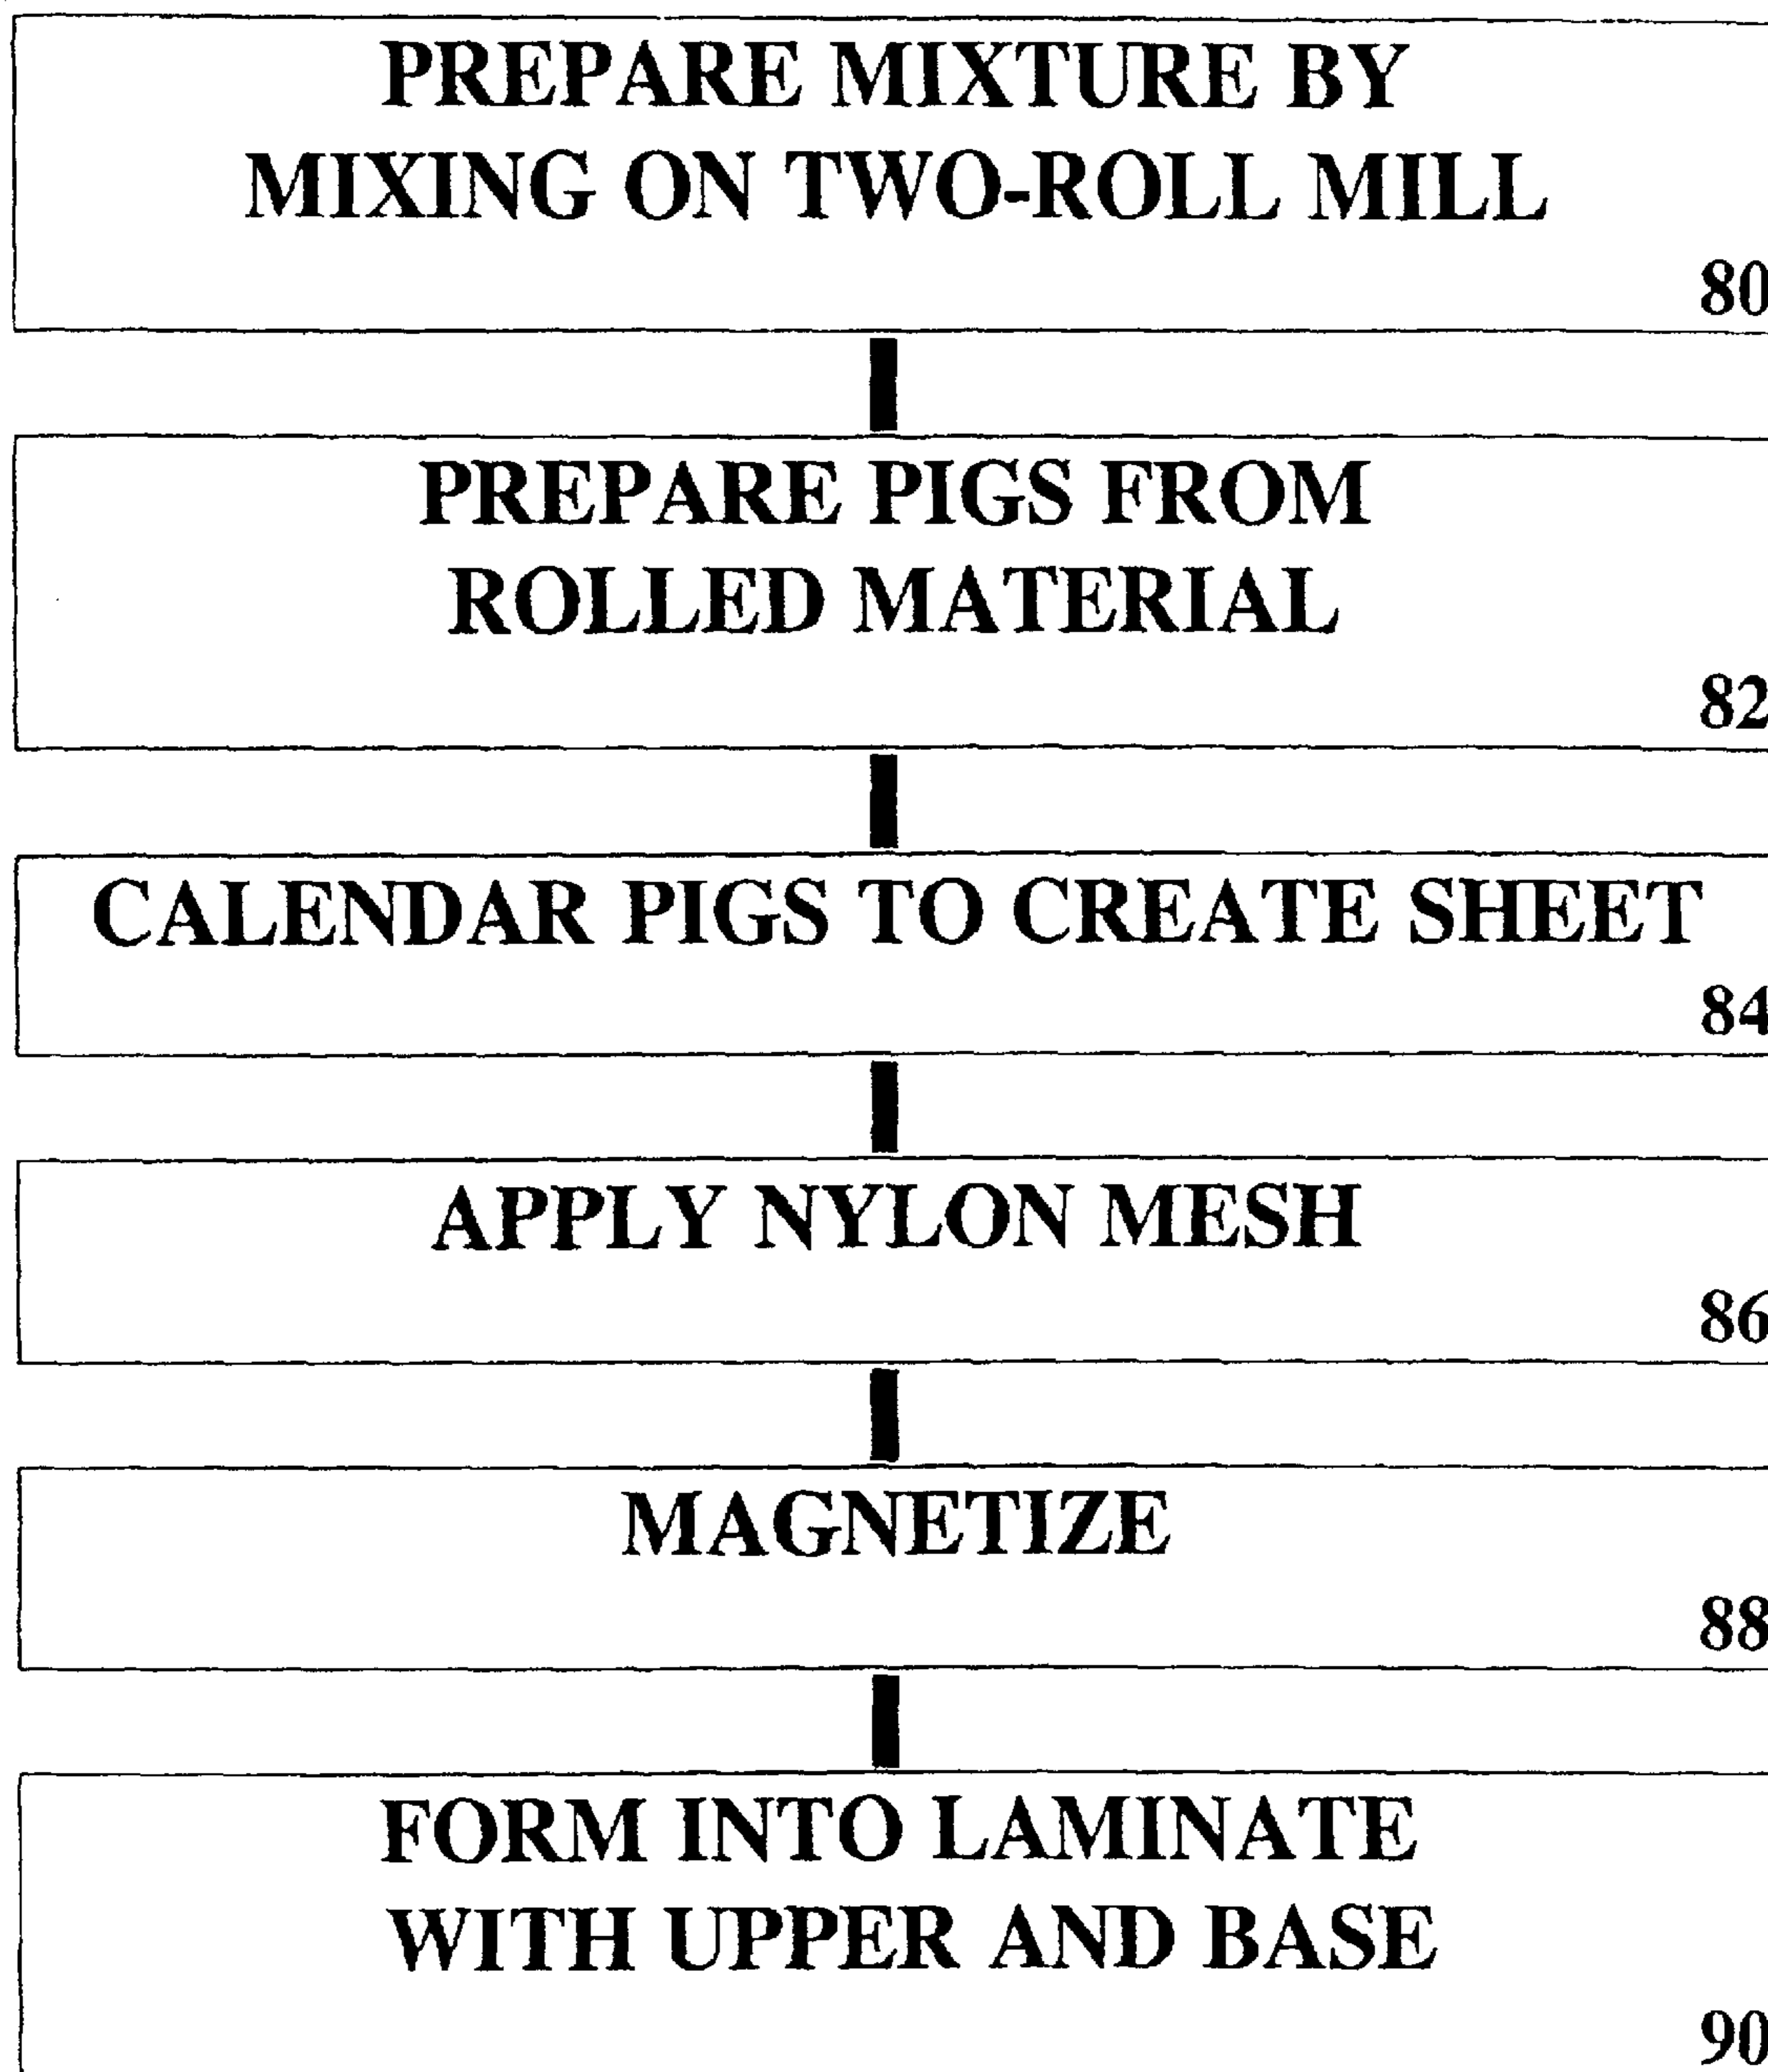 PREPARE MIXTURE BY
MIXING ON TWO-ROLL MILL
80
PREPARE PIGS FROM
ROLLED MATERIAL
82
CALENDAR PIGS TO CREATE SHEET
84
APPLY NYLON MESH
86
MAGNETIZE
88
FORM INTO LAMINATE
WITH UPPER AND BASE
90